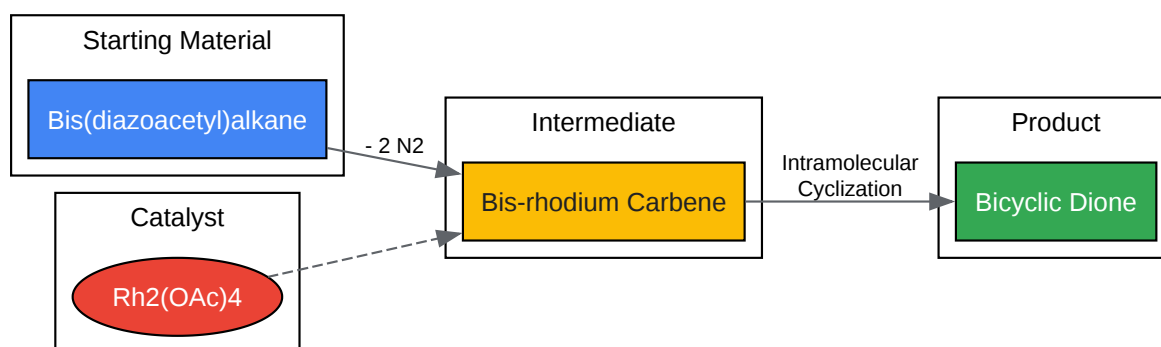 Starting Material
Bis(diazoacetyl)alkane
- 2 N2
Catalyst
Rh2(OAc)4
Intermediate
Bis-rhodium Carbene
Intramolecular
Cyclization
Product
Bicyclic Dione